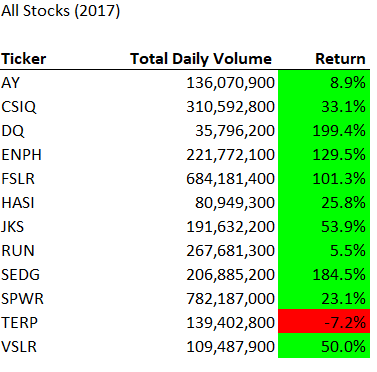 All Stocks (2017)
Ticker Total Daily Volume Return
AY 136,070,900 8.9%
CSIQ 310,592,800 33.1%
DQ 35,796,200 199.4%
ENPH 221,772,100 129.5%
FSLR 684,181,400 101.3%
HASI 80,949,300 25.8%
JKS 191,632,200 53.9%
RUN 267,681,300 5.5%
SEDG 206,885,200 184.5%
SPWR 782,187,000 23.1%
TERP 139,402,800 -7.2%
VSLR 109,487,900 50.0%